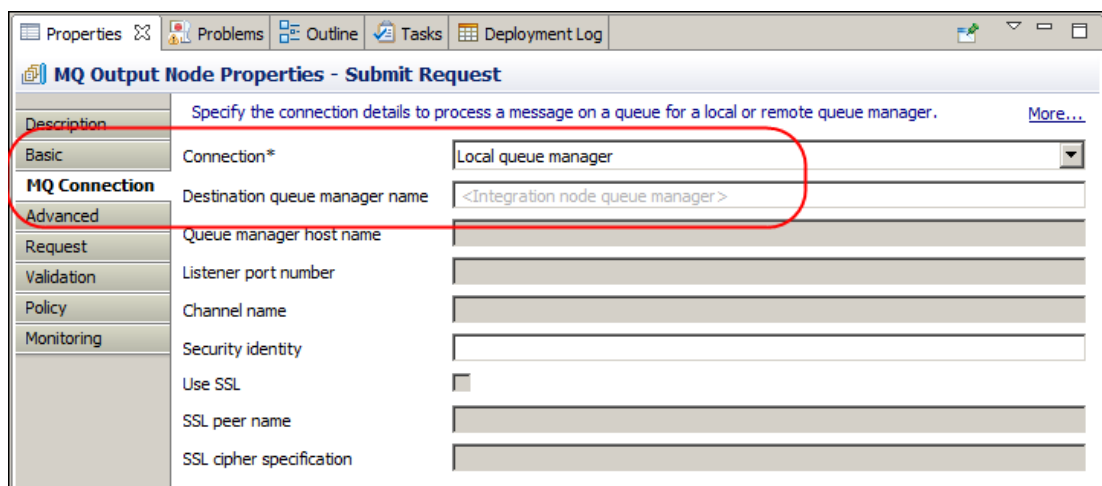 Properties Problems Outline Tasks Deployment Log
MQ Output Node Properties - Submit Request
Description
Basic
MQ Connection
Advanced
Request
Validation
Policy
Monitoring
Specify the connection details to process a message on a queue for a local or remote queue manager. More...
Connection* Local queue manager
Destination queue manager name <Integration node queue manager>
Queue manager host name
Listener port number
Channel name
Security identity
Use SSL
SSL peer name
SSL cipher specification